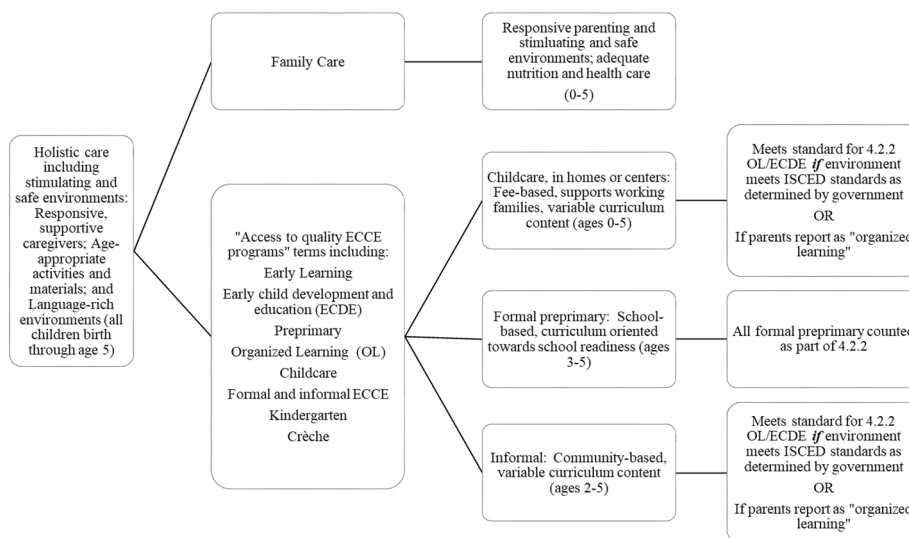 Holistic care
including
stimulating and
safe environments:
Responsive,
supportive
caregivers; Age-
appropriate
activities and
materials; and
Language-rich
environments (all
children birth
through age 5)
Family Care
Responsive parenting and
stimluating and safe
environments; adequate
nutrition and health care
(0-5)
"Access to quality ECCE
programs" terms including:
Early Learning
Early child development and
education (ECDE)
Preprimary
Organized Learning (OL)
Childcare
Formal and informal ECCE
Kindergarten
Crèche
Childcare, in homes or centers:
Fee-based, supports working
families, variable curriculum
content (ages 0-5)
Meets standard for 4.2.2
OL/ECDE if environment
meets ISCED standards as
determined by government
OR
If parents report as "organized
learning"
Formal preprimary: School-
based, curriculum oriented
towards school readiness (ages
3-5)
All formal preprimary counted
as part of 4.2.2
Informal: Community-based,
variable curriculum content
(ages 2-5)
Meets standard for 4.2.2
OL/ECDE if environment
meets ISCED standards as
determined by government
OR
If parents report as "organized
learning"